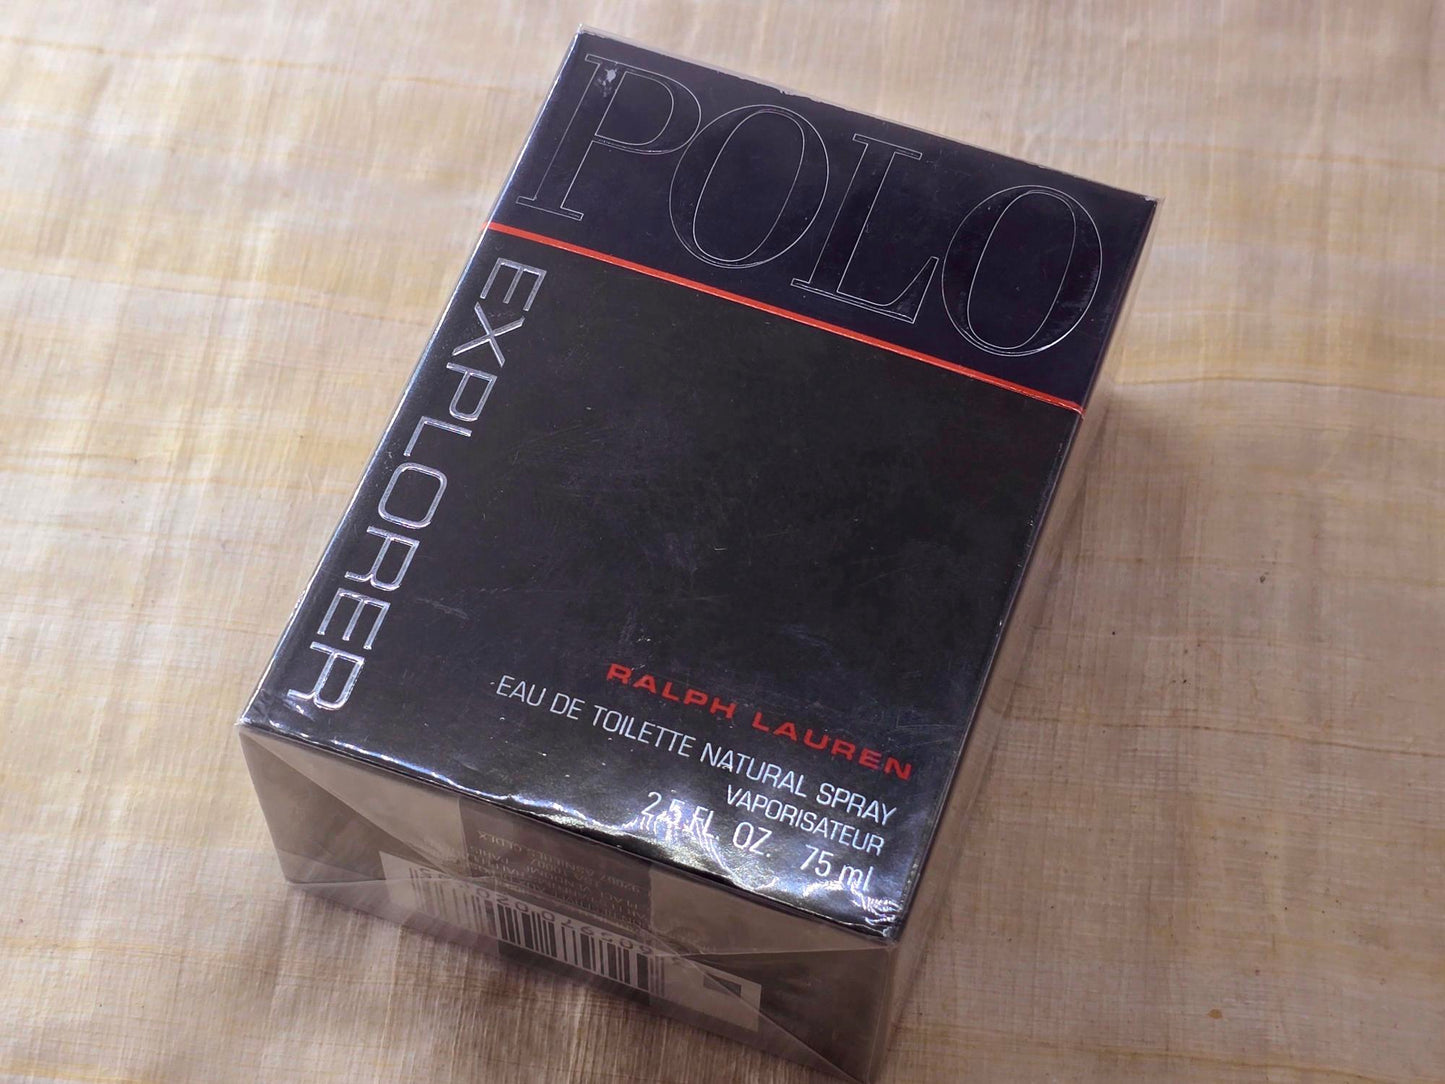 POLO
EXPLORER
RALPH LAUREN
EAU DE TOILETTE NATURAL SPRAY
VAPORISATEUR
2.5 FL. OZ. 75 ml